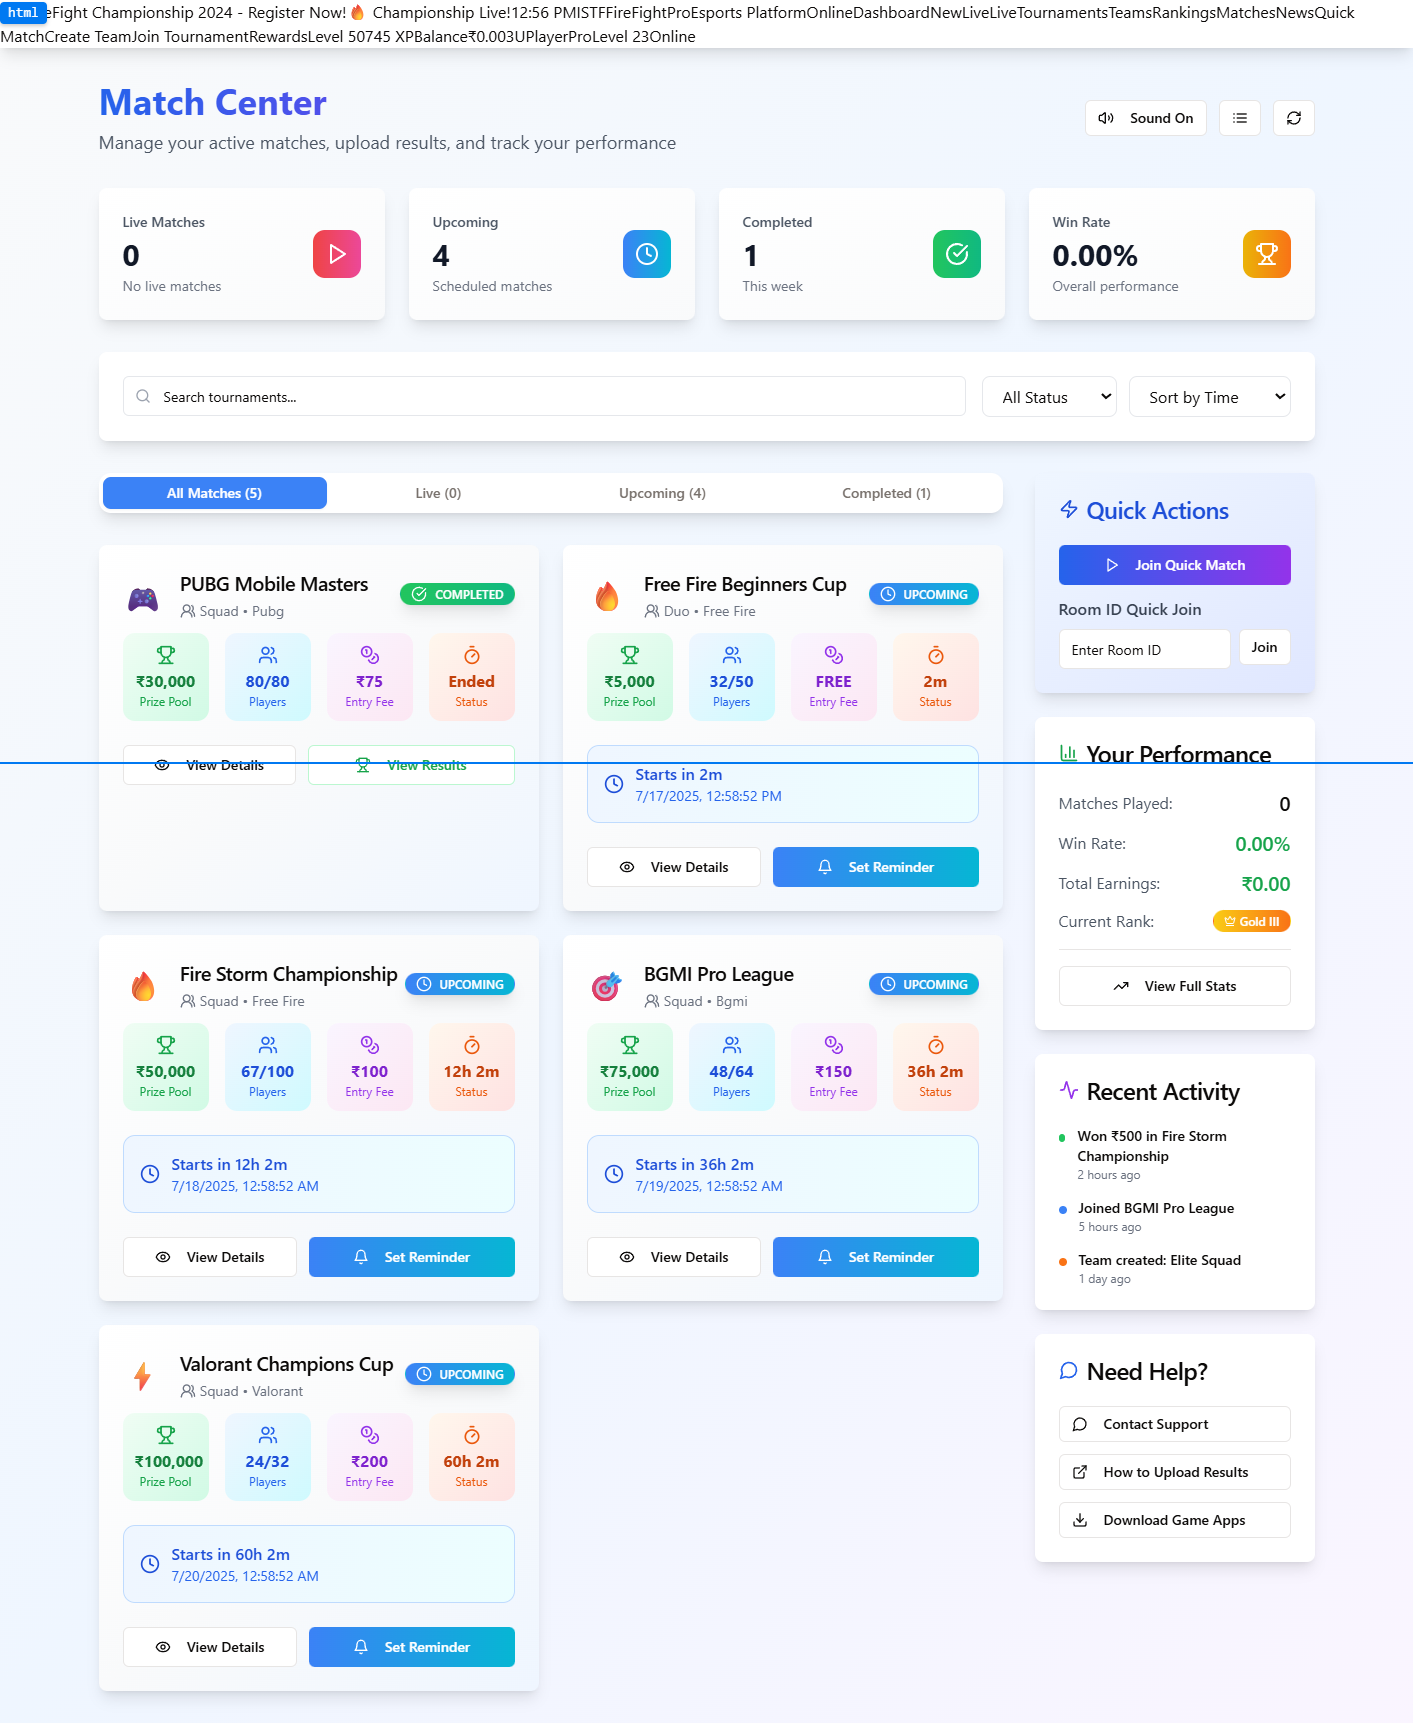 html
eFight Championship 2024 - Register Now! 🔥 Championship Live!12:56 PMISTFFireFightProEsports PlatformOnlineDashboardNewLiveLiveTournamentsTeamsRankingsMatchesNewsQuick
MatchCreate TeamJoin TournamentRewardsLevel 50745 XPBalance₹0.003UPlayerProLevel 23Online
Match Center
Manage your active matches, upload results, and track your performance
Sound On
Live Matches
0
No live matches
Upcoming
4
Scheduled matches
Completed
1
This week
Win Rate
0.00%
Overall performance
Search tournaments...
All Status
Sort by Time
All Matches (5)
Live (0)
Upcoming (4)
Completed (1)
PUBG Mobile Masters
Squad • Pubg
COMPLETED
₹30,000
Prize Pool
80/80
Players
₹75
Entry Fee
Ended
Status
View Details
View Results
Free Fire Beginners Cup
Duo • Free Fire
UPCOMING
₹5,000
Prize Pool
32/50
Players
FREE
Entry Fee
2m
Status
Starts in 2m
7/17/2025, 12:58:52 PM
View Details
Set Reminder
Fire Storm Championship
Squad • Free Fire
UPCOMING
₹50,000
Prize Pool
67/100
Players
₹100
Entry Fee
12h 2m
Status
Starts in 12h 2m
7/18/2025, 12:58:52 AM
View Details
Set Reminder
BGMI Pro League
Squad • Bgmi
UPCOMING
₹75,000
Prize Pool
48/64
Players
₹150
Entry Fee
36h 2m
Status
Starts in 36h 2m
7/19/2025, 12:58:52 AM
View Details
Set Reminder
Valorant Champions Cup
Squad • Valorant
UPCOMING
₹100,000
Prize Pool
24/32
Players
₹200
Entry Fee
60h 2m
Status
Starts in 60h 2m
7/20/2025, 12:58:52 AM
View Details
Set Reminder
Quick Actions
Join Quick Match
Room ID Quick Join
Enter Room ID
Join
Your Performance
Matches Played:
0
Win Rate:
0.00%
Total Earnings:
₹0.00
Current Rank:
Gold III
View Full Stats
Recent Activity
Won ₹500 in Fire Storm
Championship
2 hours ago
Joined BGMI Pro League
5 hours ago
Team created: Elite Squad
1 day ago
Need Help?
Contact Support
How to Upload Results
Download Game Apps